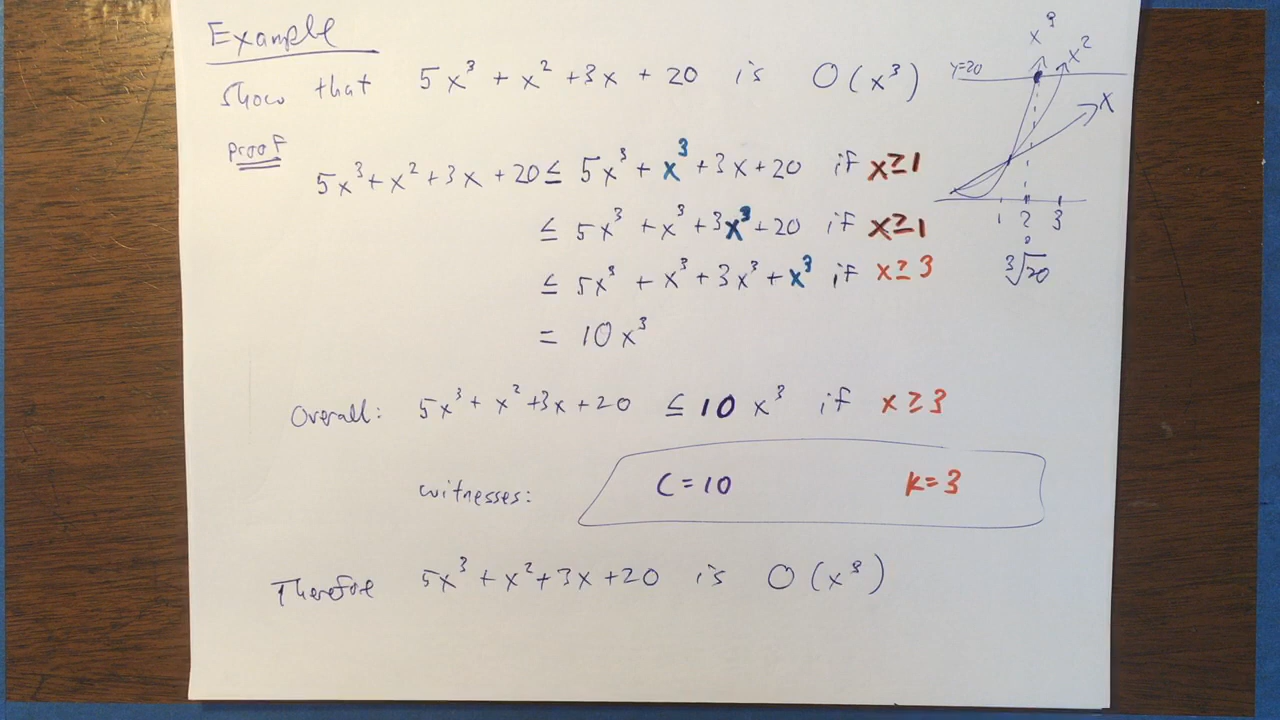 Example
Show that 5x³ + x² + 3x + 20 is O(x³)
Proof
5x³ + x² + 3x + 20 ≤ 5x³ + x³ + 3x + 20 if x ≥ 1
≤ 5x³ + x³ + 3x³ + 20 if x ≥ 1
≤ 5x³ + x³ + 3x³ + x³ if x ≥ 3
= 10x³
Overall: 5x³ + x² + 3x + 20 ≤ 10x³ if x ≥ 3
witnesses: C = 10 k = 3
Therefore 5x³ + x² + 3x + 20 is O(x³)
x³
x²
y=20
x
1 2 3
∛20